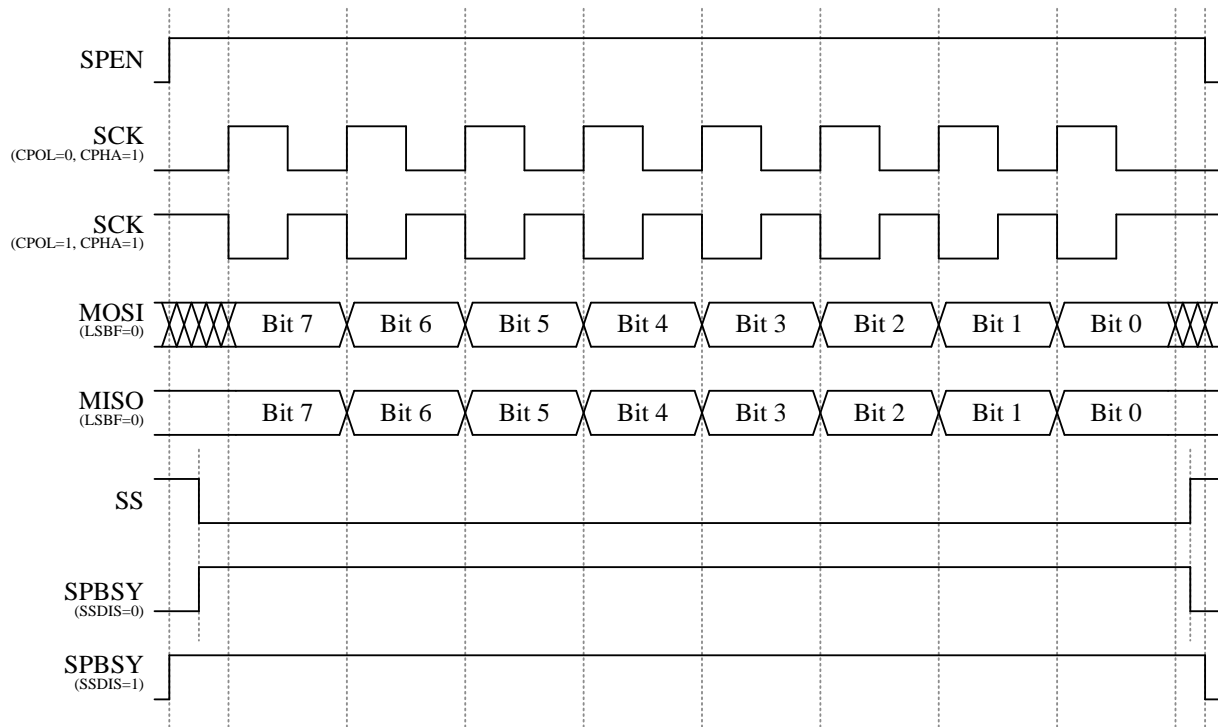 SPEN
SCK
(CPOL=0, CPHA=1)
SCK
(CPOL=1, CPHA=1)
MOSI
(LSBF=0)
Bit 7 Bit 6 Bit 5 Bit 4 Bit 3 Bit 2 Bit 1 Bit 0
MISO
(LSBF=0)
Bit 7 Bit 6 Bit 5 Bit 4 Bit 3 Bit 2 Bit 1 Bit 0
SS
SPBSY
(SSDIS=0)
SPBSY
(SSDIS=1)